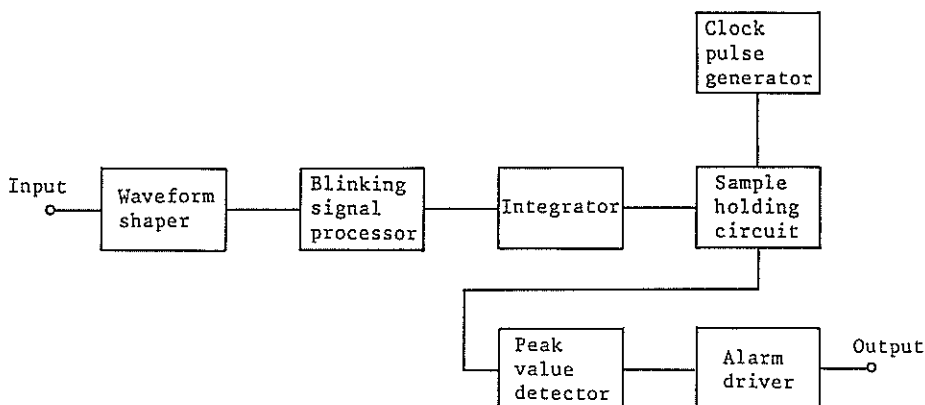 Clock
pulse
generator
Input
Waveform
shaper
Blinking
signal
processor
Integrator
Sample
holding
circuit
Peak
value
detector
Alarm
driver
Output